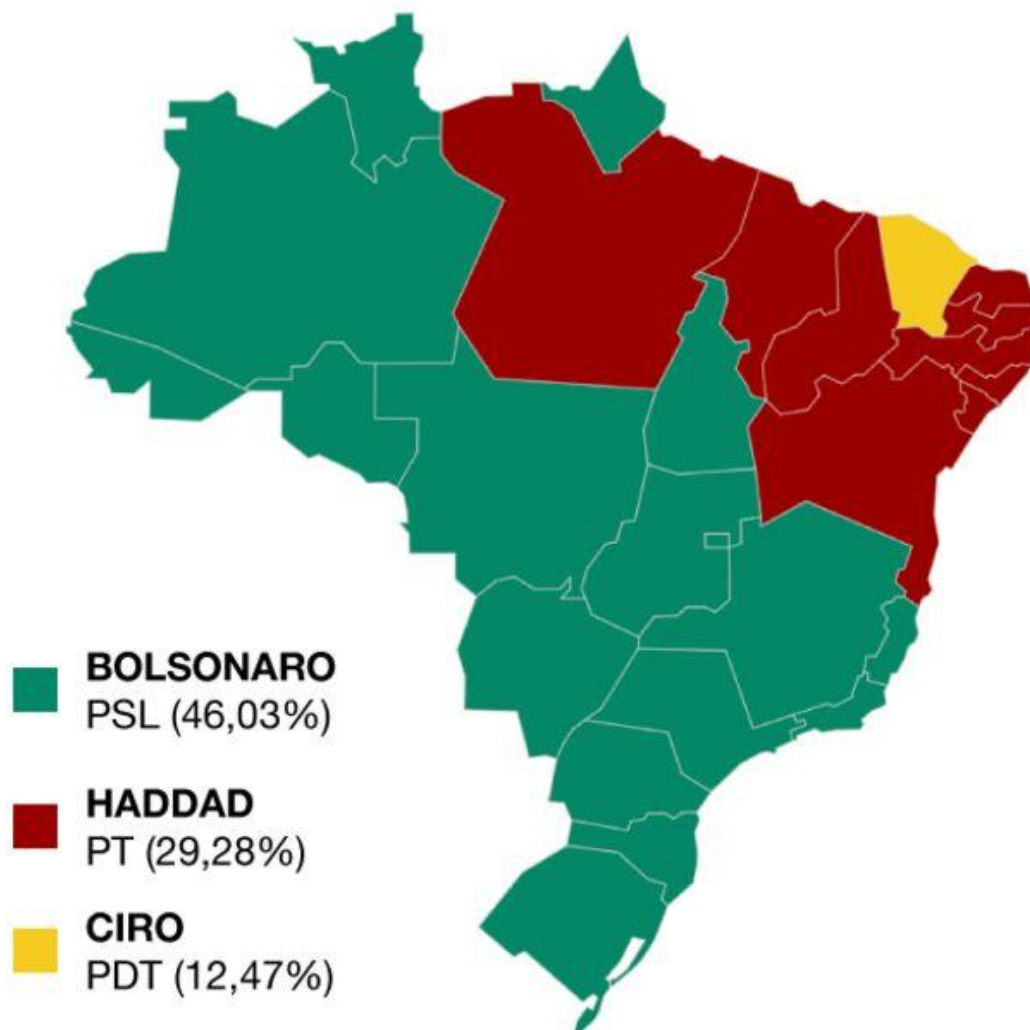 BOLSONARO
PSL (46,03%)
HADDAD
PT (29,28%)
CIRO
PDT (12,47%)